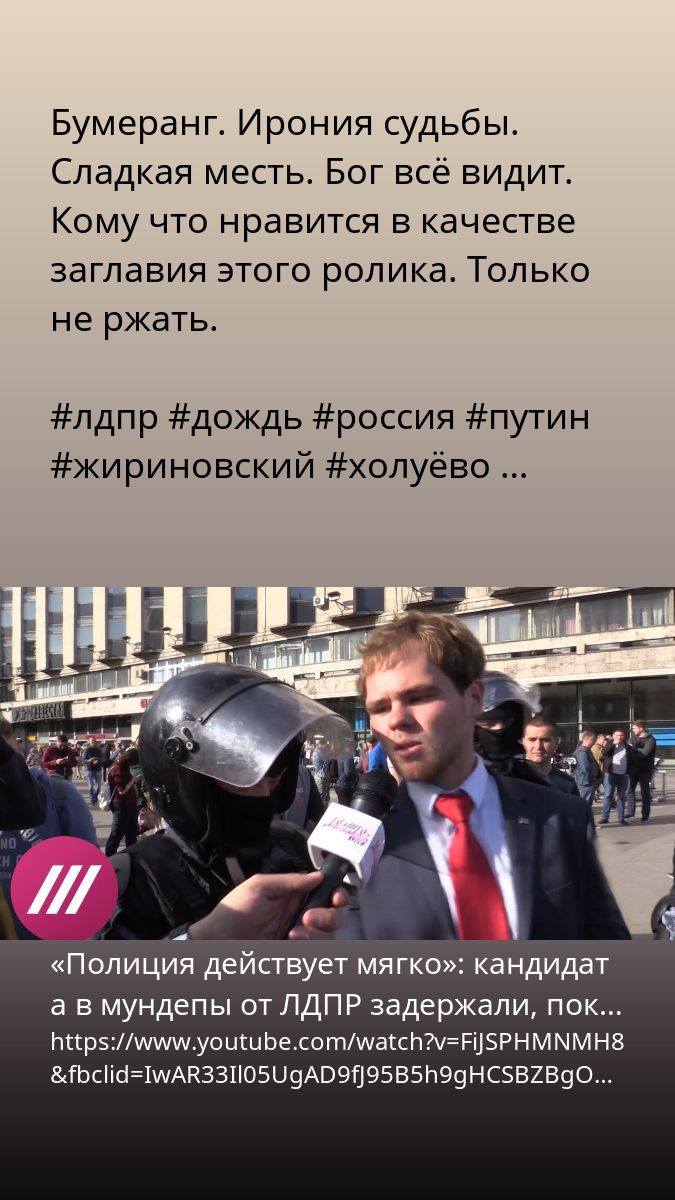 Бумеранг. Ирония судьбы.
Сладкая месть. Бог всё видит.
Кому что нравится в качестве
заглавия этого ролика. Только
не ржать.
#лдпр #дождь #россия #путин
#жириновский #холуёво ...
«Полиция действует мягко»: кандидат
а в мундепы от ЛДПР задержали, пок...
https://www.youtube.com/watch?v=FiJSPHMNMH8
&fbclid=IwAR33Il05UgAD9fJ95B5h9gHCSBZBgO...